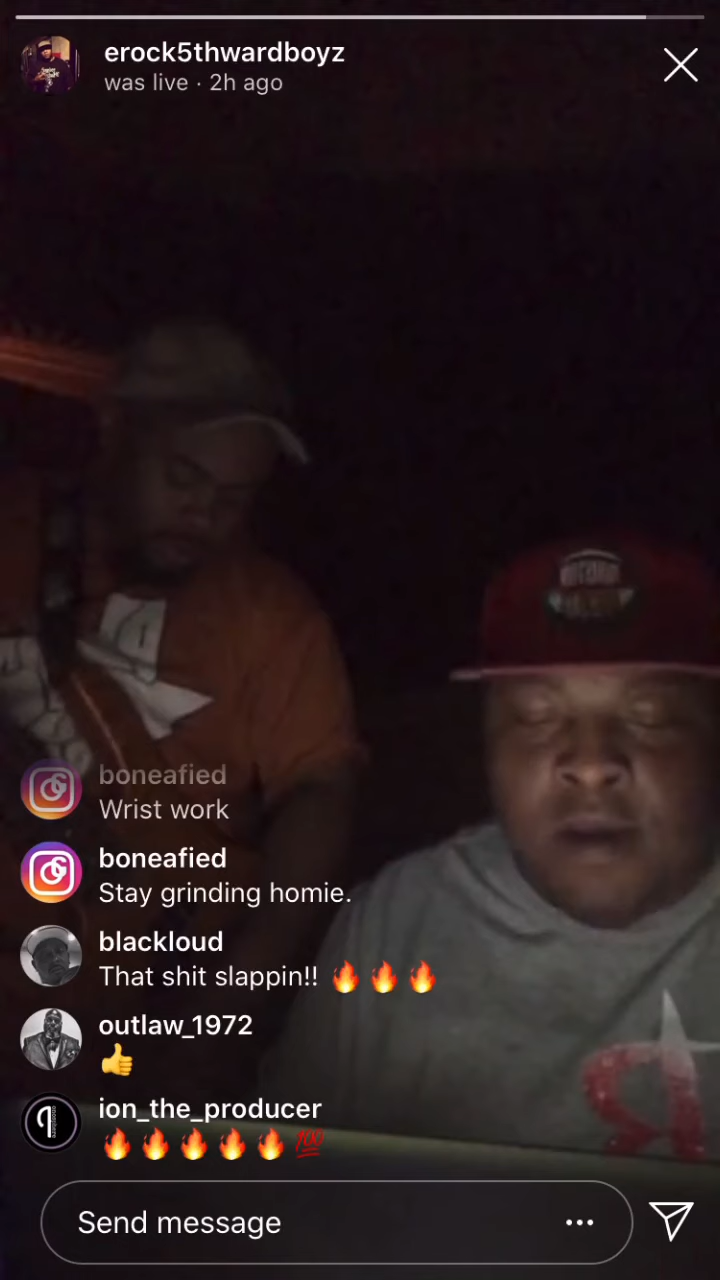 erock5thwardboyz
was live · 2h ago
boneafied
Wrist work
boneafied
Stay grinding homie.
blackloud
That shit slappin!! 🔥🔥🔥
outlaw_1972
👍
ion_the_producer
🔥🔥🔥🔥🔥💯
Send message